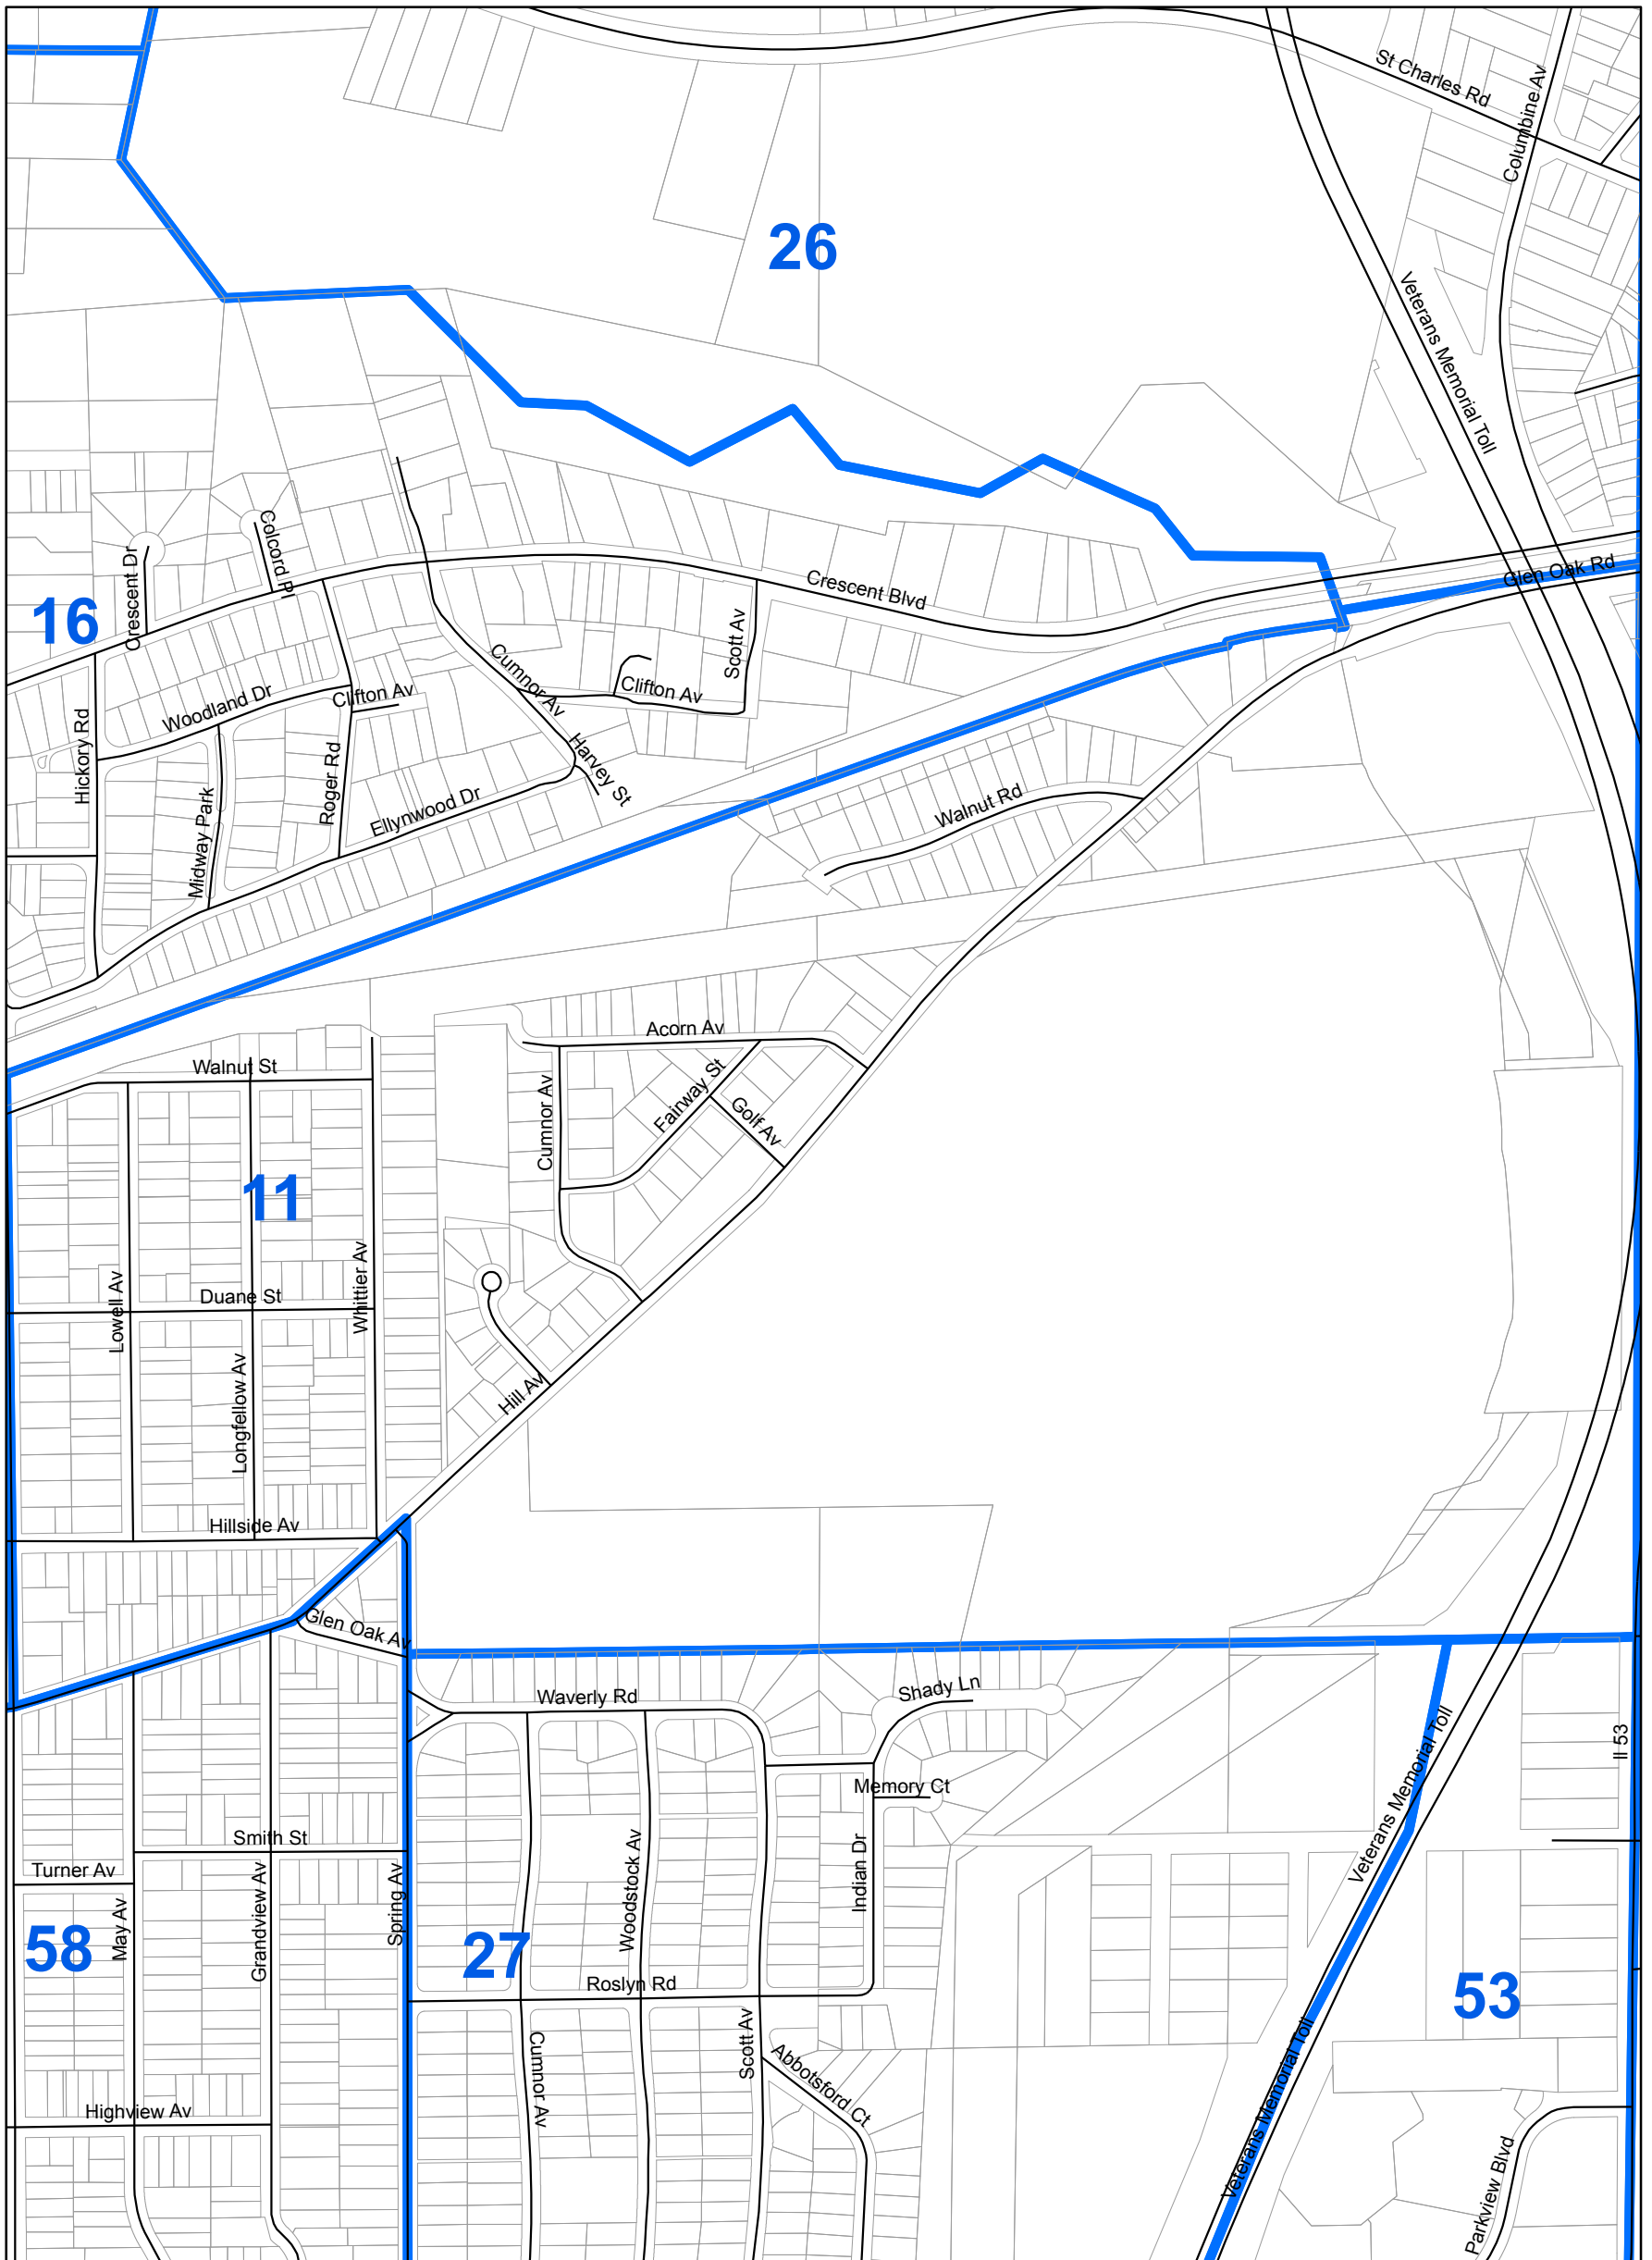 St Charles Rd
Columbine Av
26
Veterans Memorial Toll
Glen Oak Rd
Colcord Pl
Crescent Dr
Crescent Blvd
16
Scott Av
Cumnor Av
Clifton Av
Clifton Av
Woodland Dr
Hickory Rd
Roger Rd
Harvey St
Midway Park
Ellynwood Dr
Walnut Rd
Acorn Av
Walnut St
Fairway St
Golf Av
Cumnor Av
11
Whittier Av
Lowell Av
Duane St
Longfellow Av
Hill Av
Hillside Av
Glen Oak Av
Waverly Rd
Shady Ln
Il 53
Veterans Memorial Toll
Memory Ct
Smith St
Turner Av
Indian Dr
Woodstock Av
Spring Av
Grandview Av
May Av
58
27
Roslyn Rd
53
Scott Av
Cumnor Av
Abbotsford Ct
Veterans Memorial Toll
Highview Av
Parkview Blvd